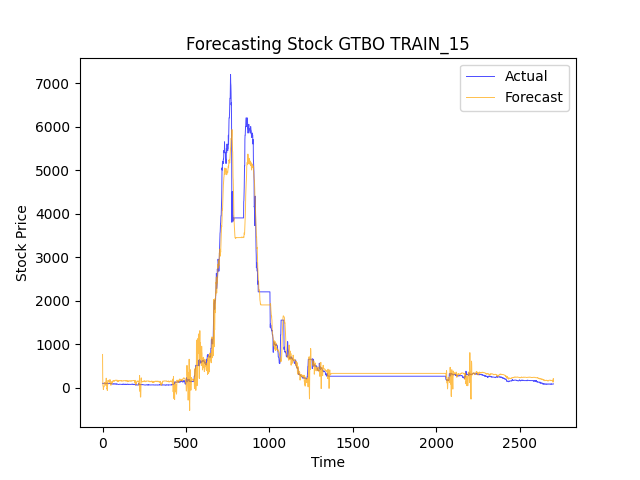 Forecasting Stock GTBO TRAIN_15
Actual
Forecast
7000
6000
5000
4000
3000
2000
1000
0
Stock Price
0 500 1000 1500 2000 2500
Time